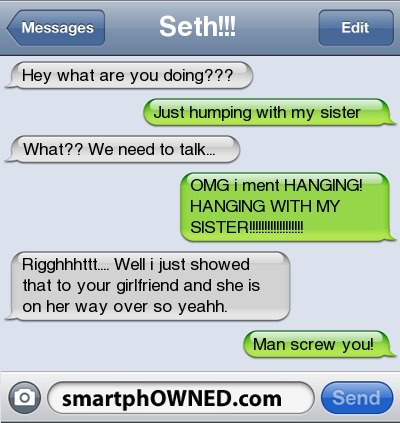 Messages
Seth!!!
Edit
Hey what are you doing???
Just humping with my sister
What?? We need to talk...
OMG i ment HANGING!
HANGING WITH MY
SISTER!!!!!!!!!!!!!!!!!!
Rigghhhttt.... Well i just showed
that to your girlfriend and she is
on her way over so yeahh.
Man screw you!
smartphOWNED.com
Send